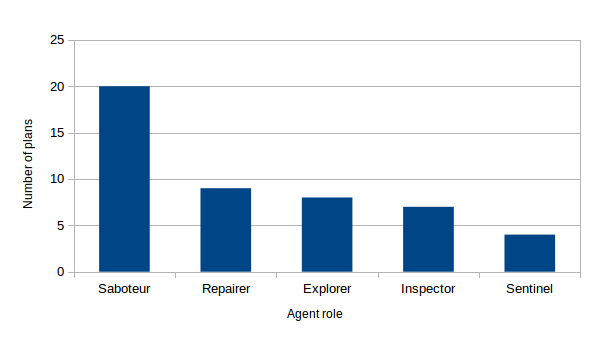 25
20
15
10
5
0
Number of plans
Saboteur Repairer Explorer Inspector Sentinel
Agent role